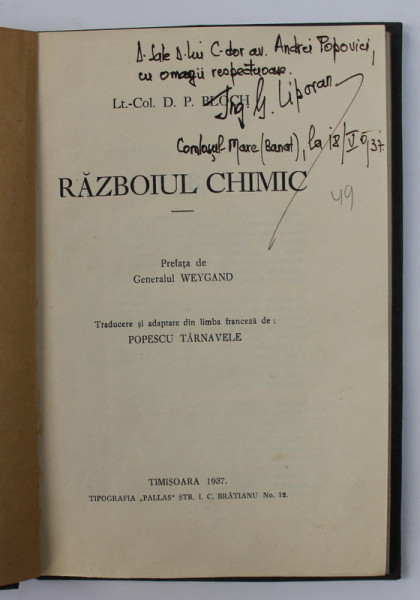 D-Sale D-lui C-dor av. Andrei Popovici,
cu omagii respectuoase.
Lt.-Col. D. P. BLOCH
Ing G. Liporan
Comloșul-Mare (Banat), la 18/V 937.
RĂZBOIUL CHIMIC
49
Prefața de
Generalul WEYGAND
Traducere și adaptare din limba franceză de :
POPESCU TÂRNAVELE
TIMIȘOARA 1937.
TIPOGRAFIA „PALLAS" STR. I. C. BRĂTIANU No. 12.